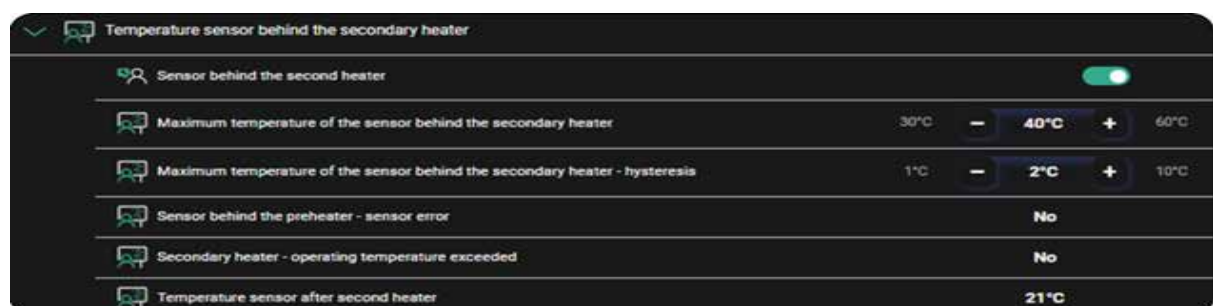 Temperature sensor behind the secondary heater
Sensor behind the second heater
Maximum temperature of the sensor behind the secondary heater 30°C − 40°C + 60°C
Maximum temperature of the sensor behind the secondary heater - hysteresis 1°C − 2°C + 10°C
Sensor behind the preheater - sensor error No
Secondary heater - operating temperature exceeded No
Temperature sensor after second heater 21°C